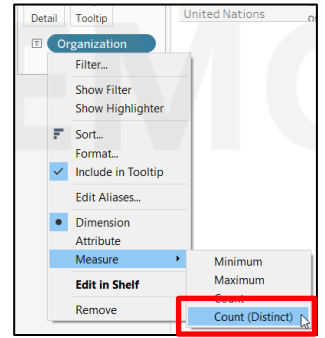 Detail Tooltip
United Nations
T Organization
Filter...
Show Filter
Show Highlighter
Sort...
Format...
Include in Tooltip
Edit Aliases...
Dimension
Attribute
Measure
Minimum
Maximum
Edit in Shelf
Count
Remove
Count (Distinct)